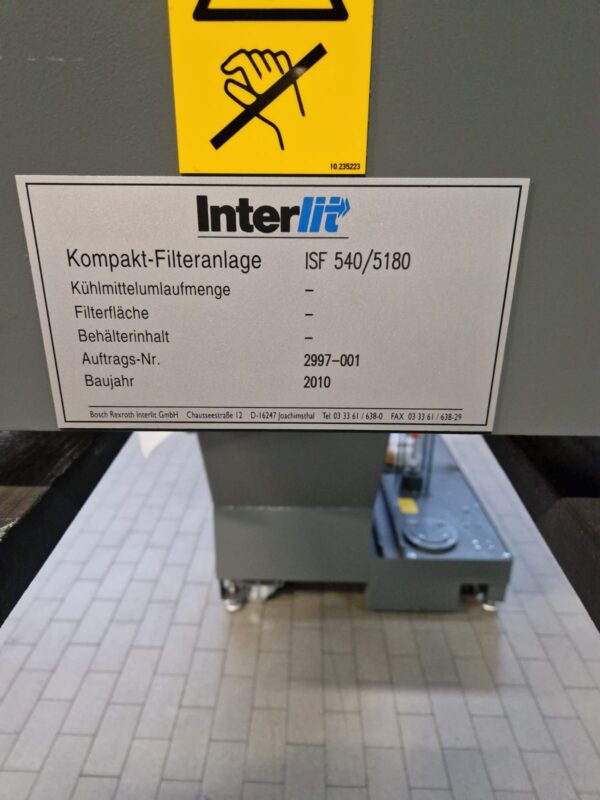 10.235223
Interlit
Kompakt-Filteranlage ISF 540/5180
Kühlmittelumlaufmenge –
Filterfläche –
Behälterinhalt –
Auftrags-Nr. 2997-001
Baujahr 2010
Bosch Rexroth Interlit GmbH Chausseestraße 12 D-16247 Joachimsthal Tel. 03 33 61 / 638-0 FAX 03 33 61 / 638-29